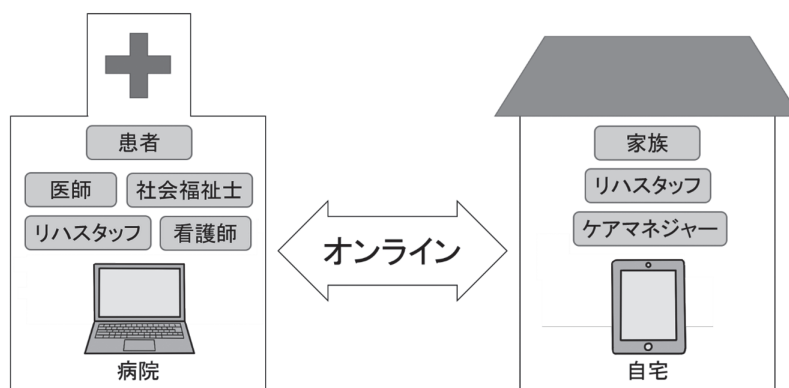 患者
医師
社会福祉士
リハスタッフ
看護師
病院
オンライン
家族
リハスタッフ
ケアマネジャー
自宅